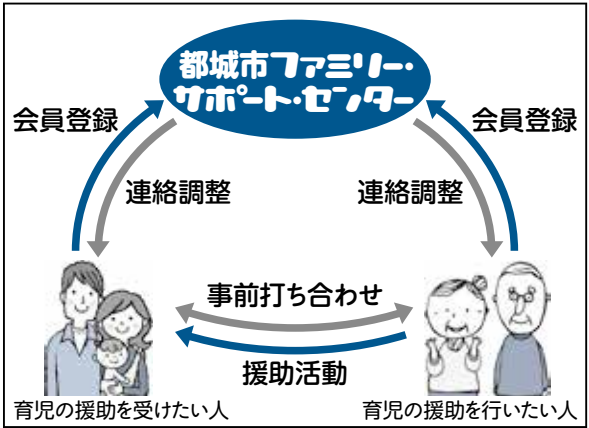 都城市ファミリー・
サポート・センター
会員登録
会員登録
連絡調整
連絡調整
事前打ち合わせ
援助活動
育児の援助を受けたい人
育児の援助を行いたい人